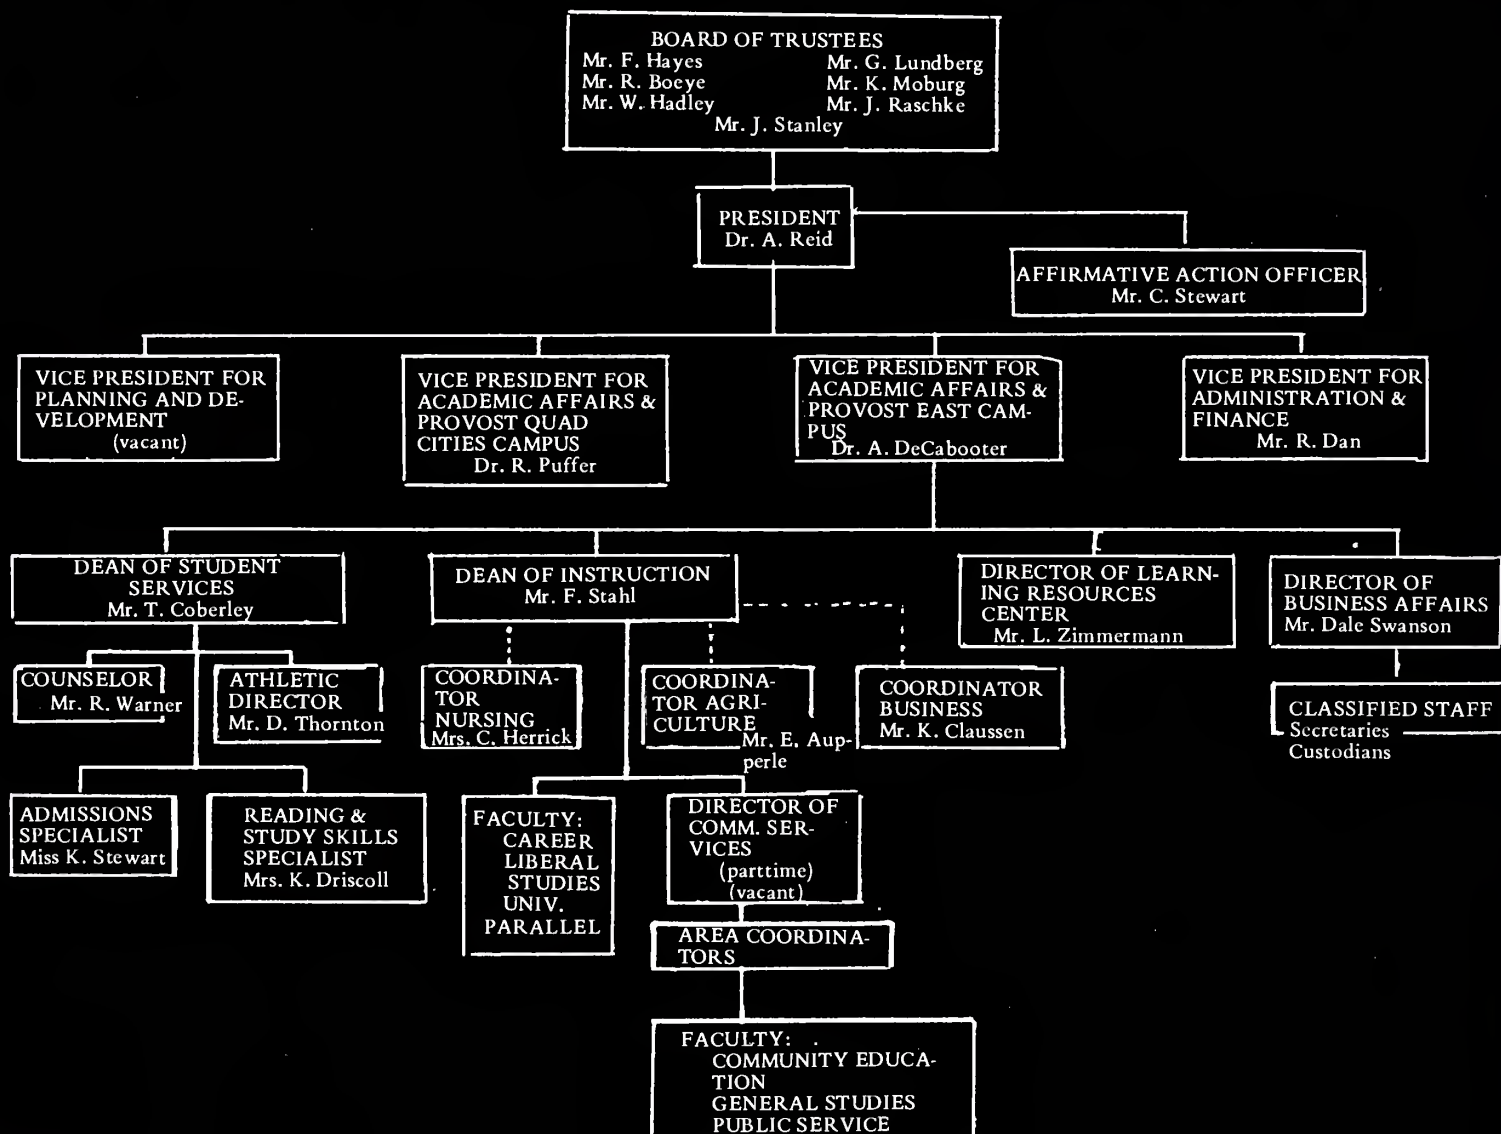 BOARD OF TRUSTEES
Mr. F. Hayes Mr. G. Lundberg
Mr. R. Boeye Mr. K. Moburg
Mr. W. Hadley Mr. J. Raschke
Mr. J. Stanley
PRESIDENT
Dr. A. Reid
AFFIRMATIVE ACTION OFFICER
Mr. C. Stewart
VICE PRESIDENT FOR
PLANNING AND DE-
VELOPMENT
(vacant)
VICE PRESIDENT FOR
ACADEMIC AFFAIRS &
PROVOST QUAD
CITIES CAMPUS
Dr. R. Puffer
VICE PRESIDENT FOR
ACADEMIC AFFAIRS &
PROVOST EAST CAM-
PUS
Dr. A. DeCabooter
VICE PRESIDENT FOR
ADMINISTRATION &
FINANCE
Mr. R. Dan
DEAN OF STUDENT
SERVICES
Mr. T. Coberley
DEAN OF INSTRUCTION
Mr. F. Stahl
DIRECTOR OF LEARN-
ING RESOURCES
CENTER
Mr. L. Zimmermann
DIRECTOR OF
BUSINESS AFFAIRS
Mr. Dale Swanson
COUNSELOR
Mr. R. Warner
ATHLETIC
DIRECTOR
Mr. D. Thornton
COORDINA-
TOR
NURSING
Mrs. C. Herrick
COORDINA-
TOR AGRI-
CULTURE
Mr. E. Aup-
perle
COORDINATOR
BUSINESS
Mr. K. Claussen
CLASSIFIED STAFF
Secretaries
Custodians
ADMISSIONS
SPECIALIST
Miss K. Stewart
READING &
STUDY SKILLS
SPECIALIST
Mrs. K. Driscoll
FACULTY:
CAREER
LIBERAL
STUDIES
UNIV.
PARALLEL
DIRECTOR OF
COMM. SER-
VICES
(parttime)
(vacant)
AREA COORDINA-
TORS
FACULTY:
COMMUNITY EDUCA-
TION
GENERAL STUDIES
PUBLIC SERVICE